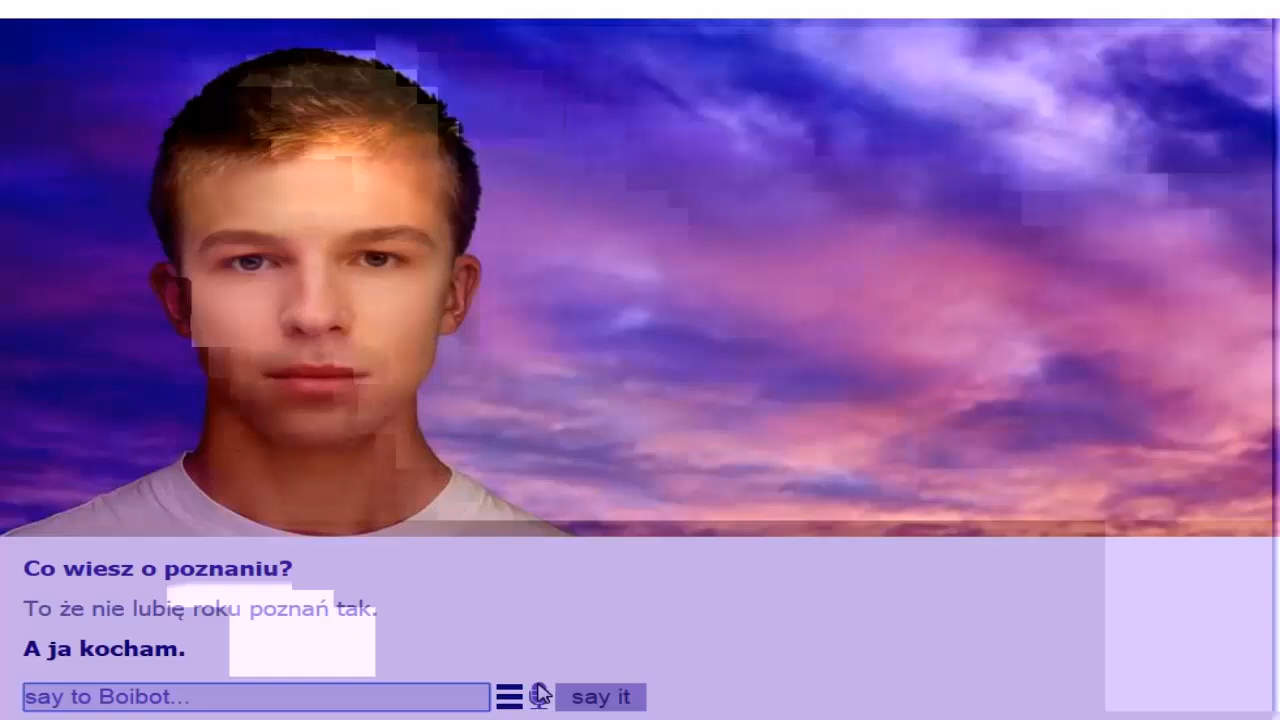 Co wiesz o poznaniu?
To że nie lubię roku poznań tak.
A ja kocham.
say to Boibot... say it